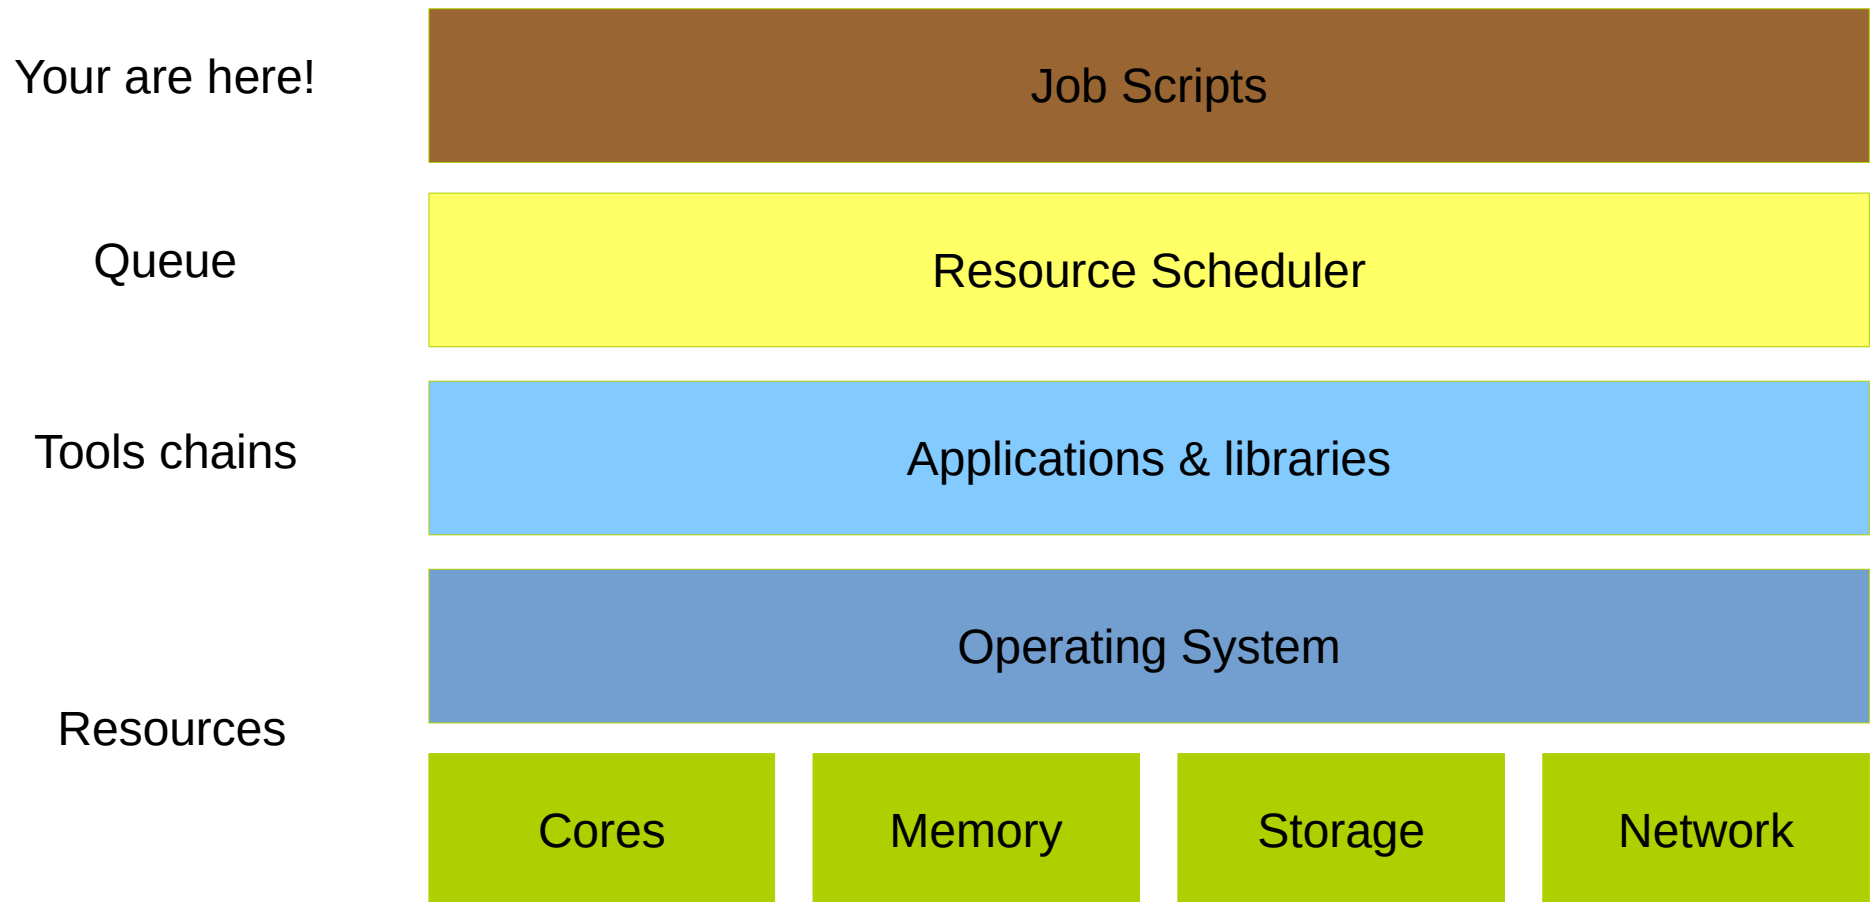 Your are here!
Job Scripts
Queue
Resource Scheduler
Tools chains
Applications & libraries
Operating System
Resources
Cores
Memory
Storage
Network